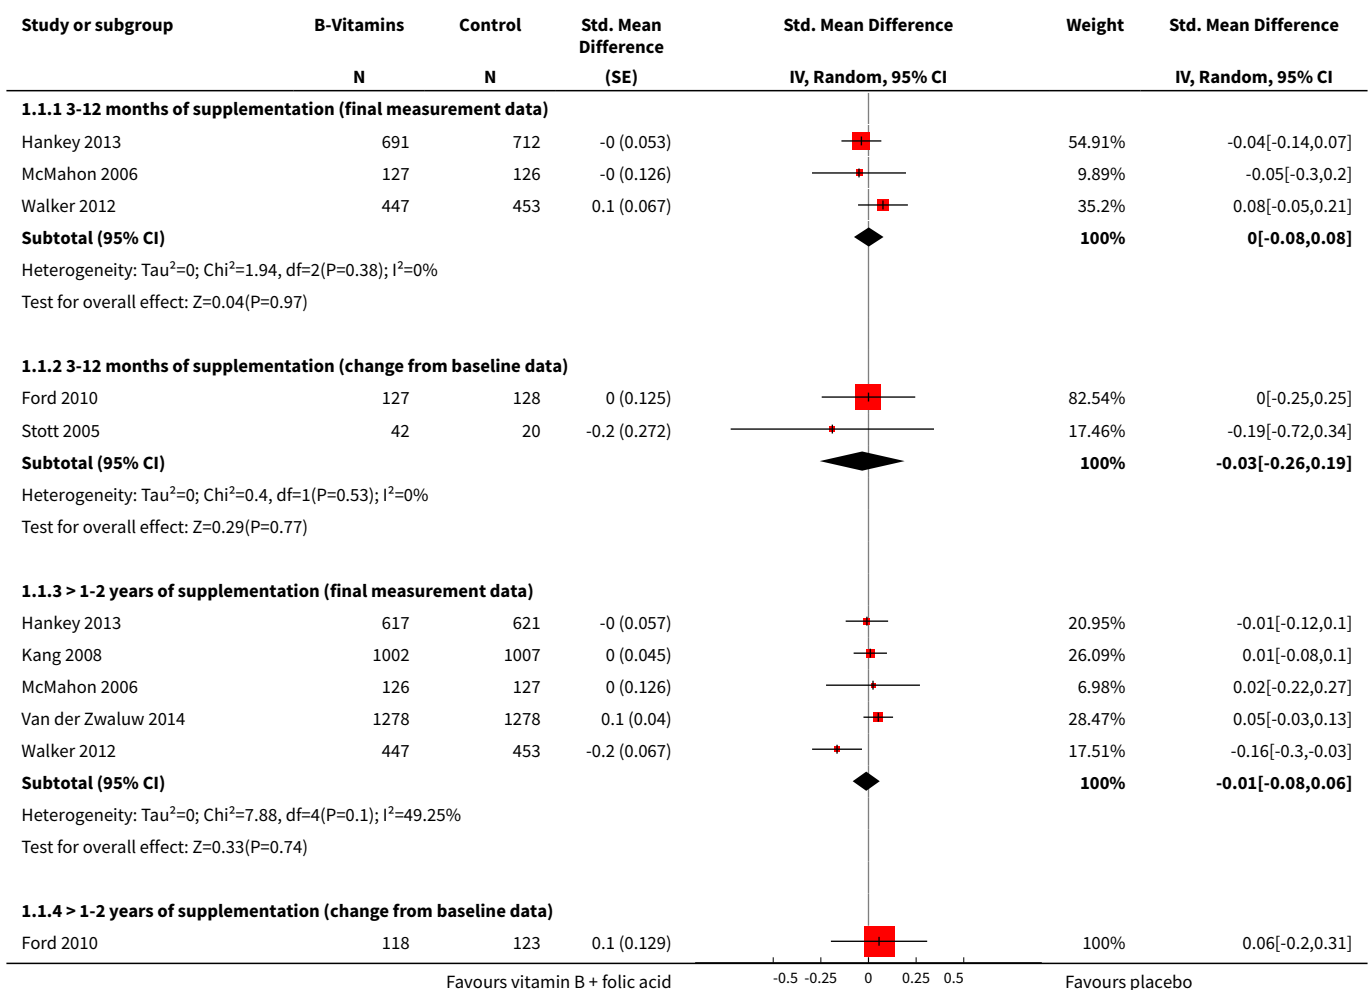 Study or subgroup B-Vitamins Control Std. Mean Difference Std. Mean Difference Weight Std. Mean Difference
N N (SE) IV, Random, 95% CI IV, Random, 95% CI
1.1.1 3-12 months of supplementation (final measurement data)
Hankey 2013 691 712 -0 (0.053) 54.91% -0.04[-0.14,0.07]
McMahon 2006 127 126 -0 (0.126) 9.89% -0.05[-0.3,0.2]
Walker 2012 447 453 0.1 (0.067) 35.2% 0.08[-0.05,0.21]
Subtotal (95% CI) 100% 0[-0.08,0.08]
Heterogeneity: Tau²=0; Chi²=1.94, df=2(P=0.38); I²=0%
Test for overall effect: Z=0.04(P=0.97)
1.1.2 3-12 months of supplementation (change from baseline data)
Ford 2010 127 128 0 (0.125) 82.54% 0[-0.25,0.25]
Stott 2005 42 20 -0.2 (0.272) 17.46% -0.19[-0.72,0.34]
Subtotal (95% CI) 100% -0.03[-0.26,0.19]
Heterogeneity: Tau²=0; Chi²=0.4, df=1(P=0.53); I²=0%
Test for overall effect: Z=0.29(P=0.77)
1.1.3 > 1-2 years of supplementation (final measurement data)
Hankey 2013 617 621 -0 (0.057) 20.95% -0.01[-0.12,0.1]
Kang 2008 1002 1007 0 (0.045) 26.09% 0.01[-0.08,0.1]
McMahon 2006 126 127 0 (0.126) 6.98% 0.02[-0.22,0.27]
Van der Zwaluw 2014 1278 1278 0.1 (0.04) 28.47% 0.05[-0.03,0.13]
Walker 2012 447 453 -0.2 (0.067) 17.51% -0.16[-0.3,-0.03]
Subtotal (95% CI) 100% -0.01[-0.08,0.06]
Heterogeneity: Tau²=0; Chi²=7.88, df=4(P=0.1); I²=49.25%
Test for overall effect: Z=0.33(P=0.74)
1.1.4 > 1-2 years of supplementation (change from baseline data)
Ford 2010 118 123 0.1 (0.129) 100% 0.06[-0.2,0.31]
Favours vitamin B + folic acid -0.5 -0.25 0 0.25 0.5 Favours placebo